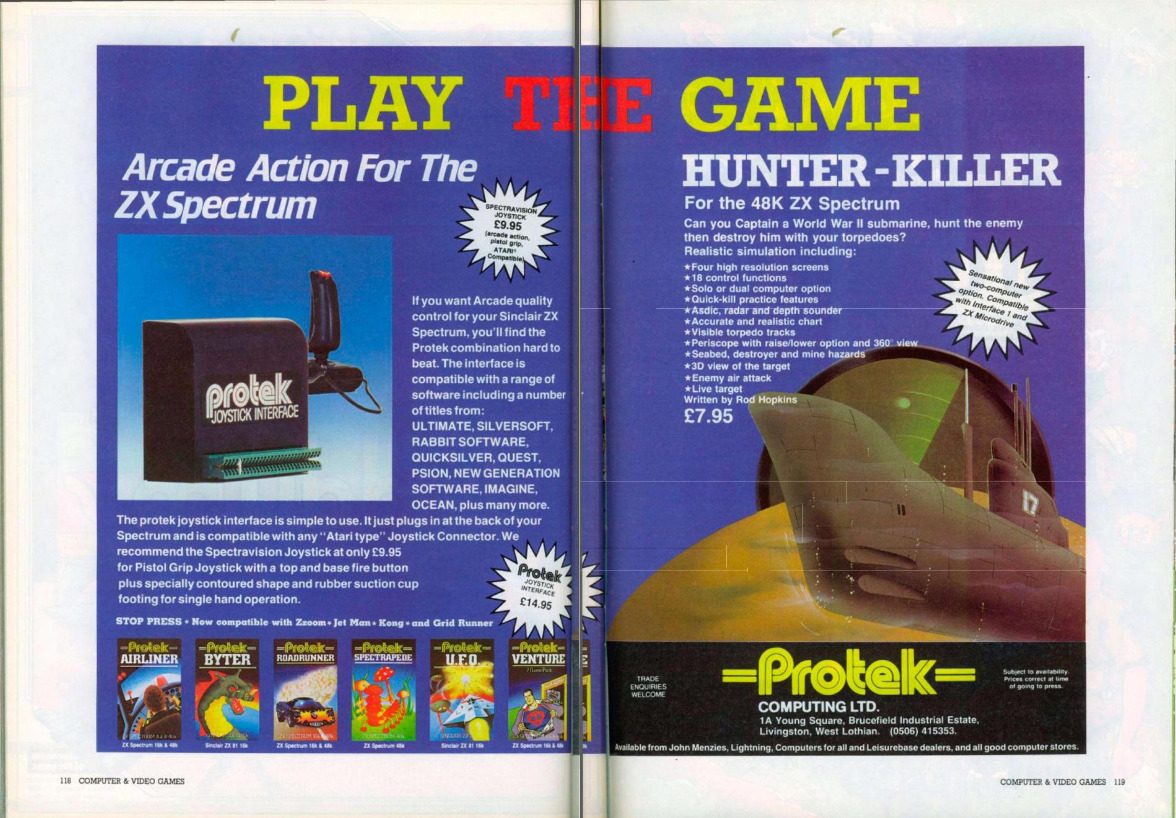 PLAY THE GAME
Arcade Action For The
ZX Spectrum
SPECTRAVISION
JOYSTICK
£9.95
(arcade action,
pistol grip,
ATARI®
Compatible)
protek
JOYSTICK INTERFACE
If you want Arcade quality
control for your Sinclair ZX
Spectrum, you'll find the
Protek combination hard to
beat. The interface is
compatible with a range of
software including a number
of titles from:
ULTIMATE, SILVERSOFT,
RABBIT SOFTWARE,
QUICKSILVER, QUEST,
PSION, NEW GENERATION
SOFTWARE, IMAGINE,
OCEAN, plus many more.
The protek joystick interface is simple to use. It just plugs in at the back of your
Spectrum and is compatible with any "Atari type" Joystick Connector. We
recommend the Spectravision Joystick at only £9.95
for Pistol Grip Joystick with a top and base fire button
plus specially contoured shape and rubber suction cup
footing for single hand operation.
Protek
JOYSTICK
INTERFACE
£14.95
STOP PRESS * Now compatible with Zzoom * Jet Man * Kong * and Grid Runner
Protek
AIRLINER
ZX Spectrum 16k & 48k
Protek
BYTER
Sinclair ZX 81 16k
Protek
ROADRUNNER
ZX Spectrum 16k & 48k
Protek
SPECTRAPEDE
ZX Spectrum 48k
Protek
U.F.O.
Sinclair ZX 81 16k
Protek
VENTURE
ZX Spectrum 16k & 48k
118 COMPUTER & VIDEO GAMES
HUNTER-KILLER
For the 48K ZX Spectrum
Can you Captain a World War II submarine, hunt the enemy
then destroy him with your torpedoes?
Realistic simulation including:
★Four high resolution screens
★18 control functions
★Solo or dual computer option
★Quick-kill practice features
★Asdic, radar and depth sounder
★Accurate and realistic chart
★Visible torpedo tracks
★Periscope with raise/lower option and 360° view
★Seabed, destroyer and mine hazards
★3D view of the target
★Enemy air attack
★Live target
Written by Rod Hopkins
£7.95
Sensational new
two-computer
option. Compatible
with Interface 1 and
ZX Microdrive
17
TRADE
ENQUIRIES
WELCOME
Protek
COMPUTING LTD.
1A Young Square, Brucefield Industrial Estate,
Livingston, West Lothian. (0506) 415353.
Subject to availability.
Prices correct at time
of going to press.
Available from John Menzies, Lightning, Computers for all and Leisurebase dealers, and all good computer stores.
COMPUTER & VIDEO GAMES 119